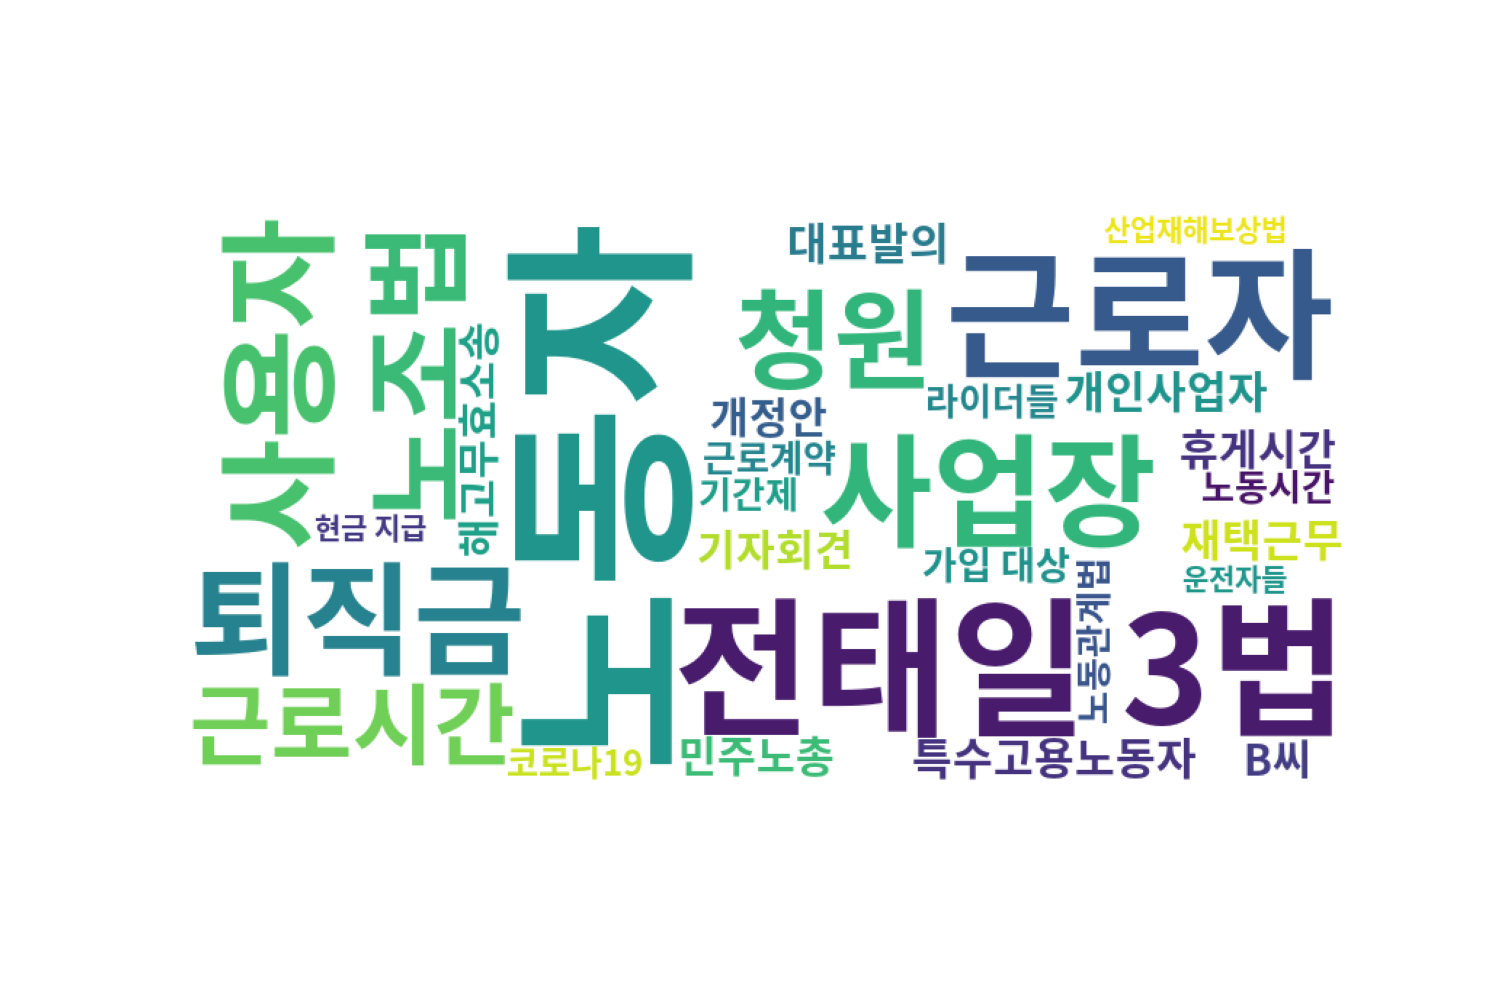 사용자
노조법
노동자
대표발의
산업재해보상법
청원
근로자
해고무효소송
라이더들
개인사업자
개정안
근로계약
기간제
사업장
휴게시간
노동시간
현금 지급
기자회견
가입 대상
재택근무
운전자들
퇴직금
전태일 3법
노동관계법
근로시간
코로나19
민주노총
특수고용노동자
B씨